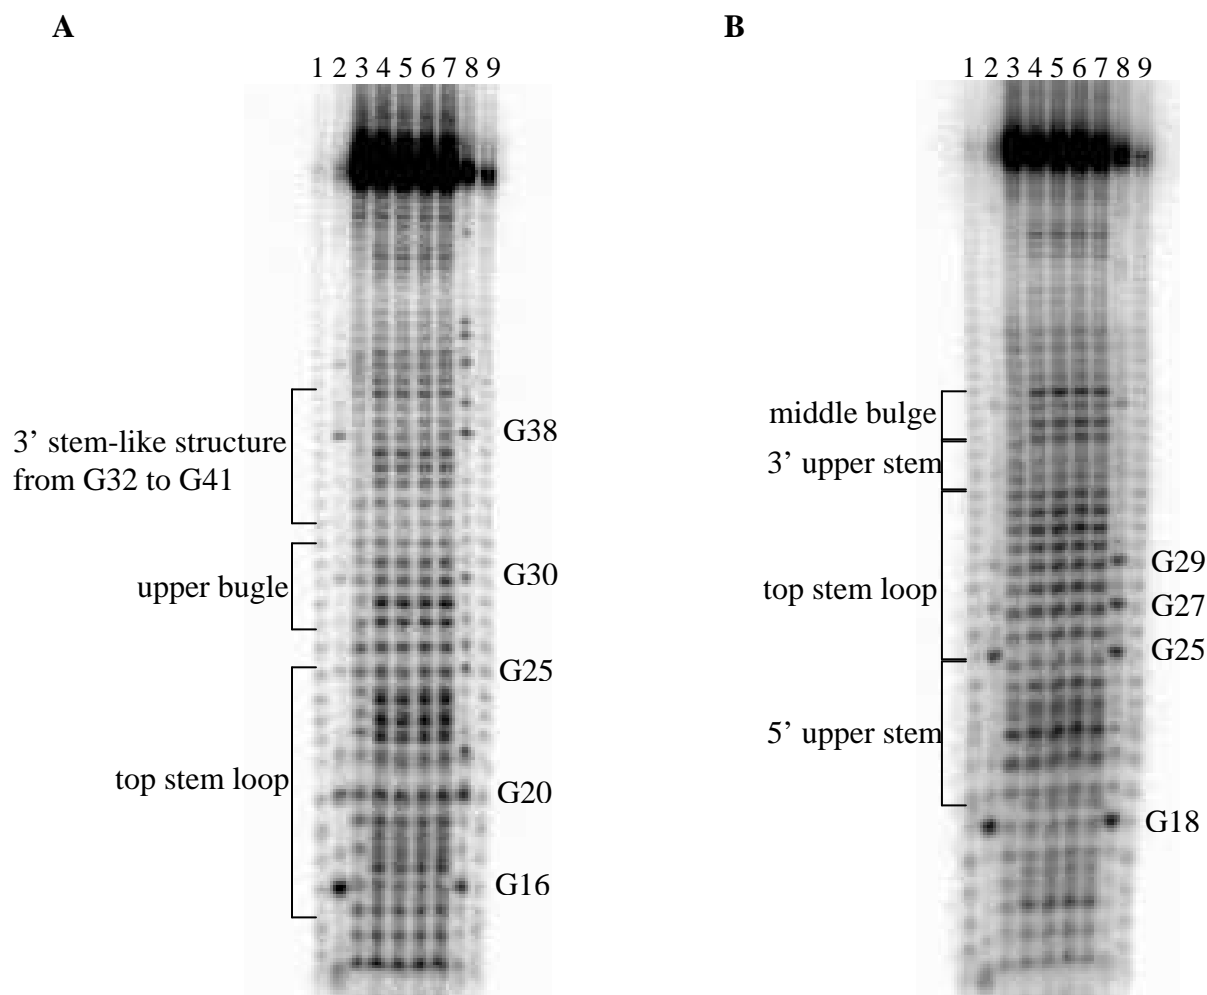 A
1 2 3 4 5 6 7 8 9
3’ stem-like structure
from G32 to G41
upper bugle
top stem loop
G38
G30
G25
G20
G16
B
1 2 3 4 5 6 7 8 9
middle bulge
3’ upper stem
top stem loop
5’ upper stem
G29
G27
G25
G18